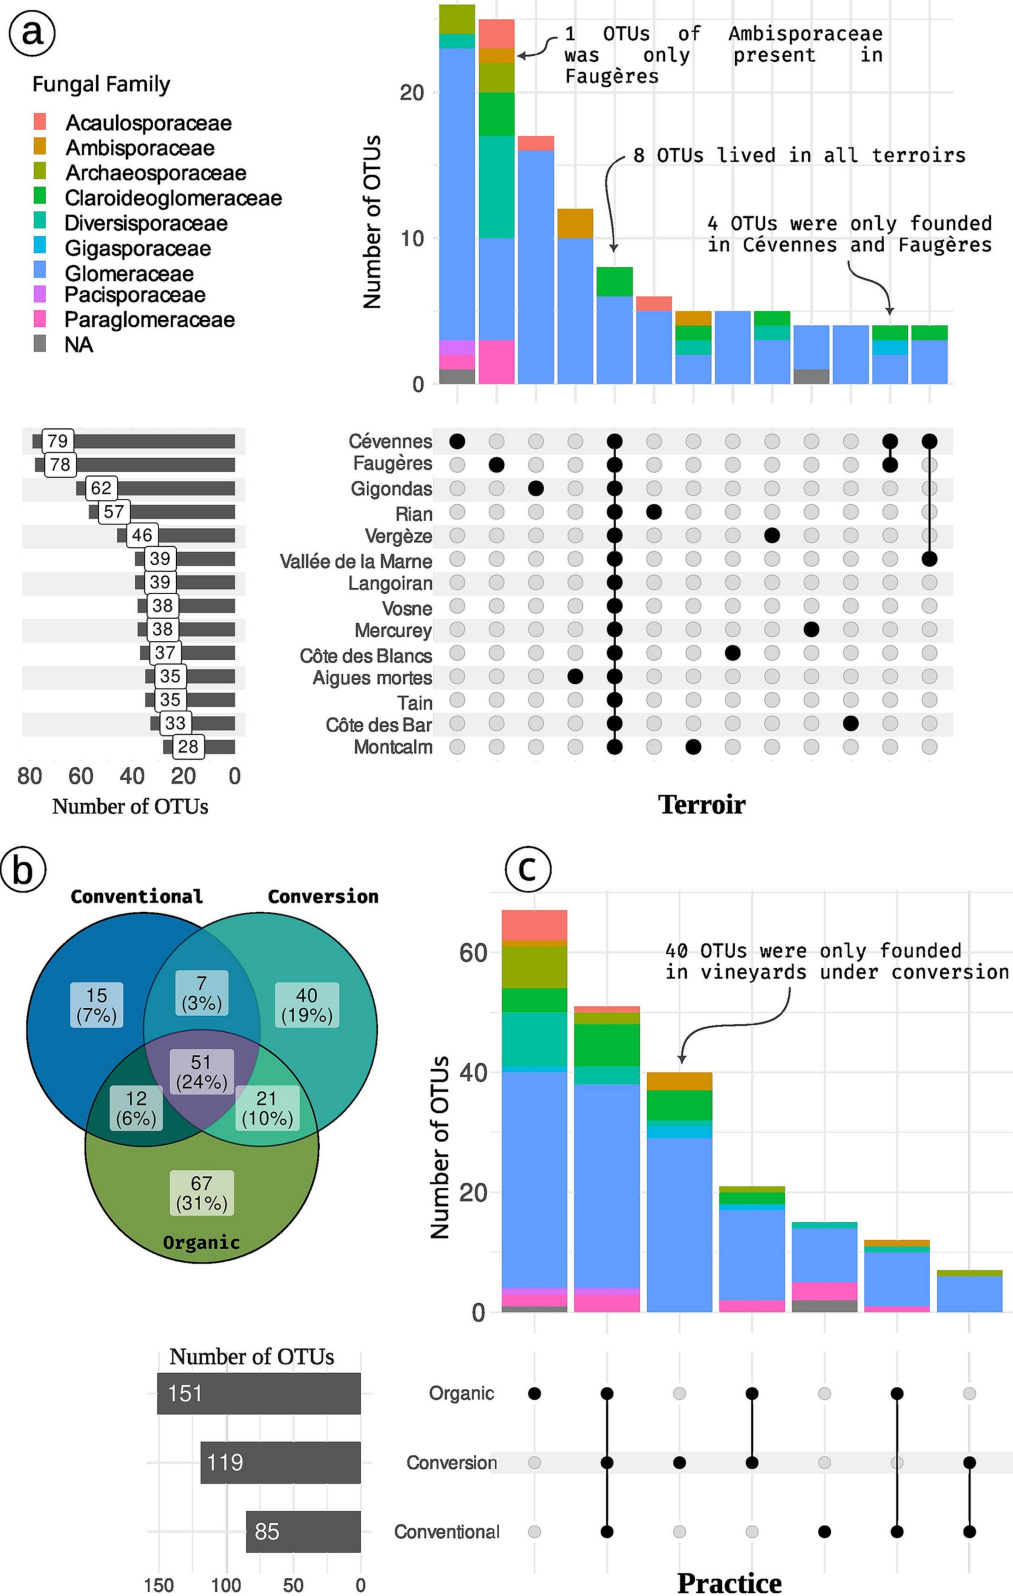 a
Fungal Family
Acaulosporaceae
Ambisporaceae
Archaeosporaceae
Claroideoglomeraceae
Diversisporaceae
Gigasporaceae
Glomeraceae
Pacisporaceae
Paraglomeraceae
NA
Number of OTUs
20
10
0
1 OTUs of Ambisporaceae
was only present in
Faugères
8 OTUs lived in all terroirs
4 OTUs were only founded
in Cévennes and Faugères
79
78
62
57
46
39
39
38
38
37
35
35
33
28
80 60 40 20 0
Number of OTUs
Cévennes
Faugères
Gigondas
Rian
Vergèze
Vallée de la Marne
Langoiran
Vosne
Mercurey
Côte des Blancs
Aigues mortes
Tain
Côte des Bar
Montcalm
Terroir
b
Conventional
Conversion
15
(7%)
7
(3%)
40
(19%)
51
(24%)
12
(6%)
21
(10%)
67
(31%)
Organic
c
Number of OTUs
60
40
20
0
40 OTUs were only founded
in vineyards under conversion
Number of OTUs
151
119
85
150 100 50 0
Organic
Conversion
Conventional
Practice